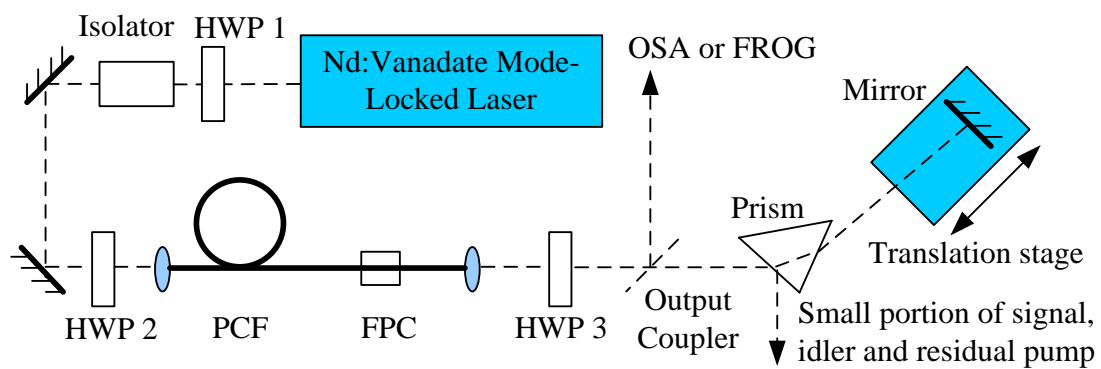 Isolator
HWP 1
Nd:Vanadate Mode-
Locked Laser
OSA or FROG
Mirror
Prism
Translation stage
HWP 2
PCF
FPC
HWP 3
Output
Coupler
Small portion of signal,
idler and residual pump